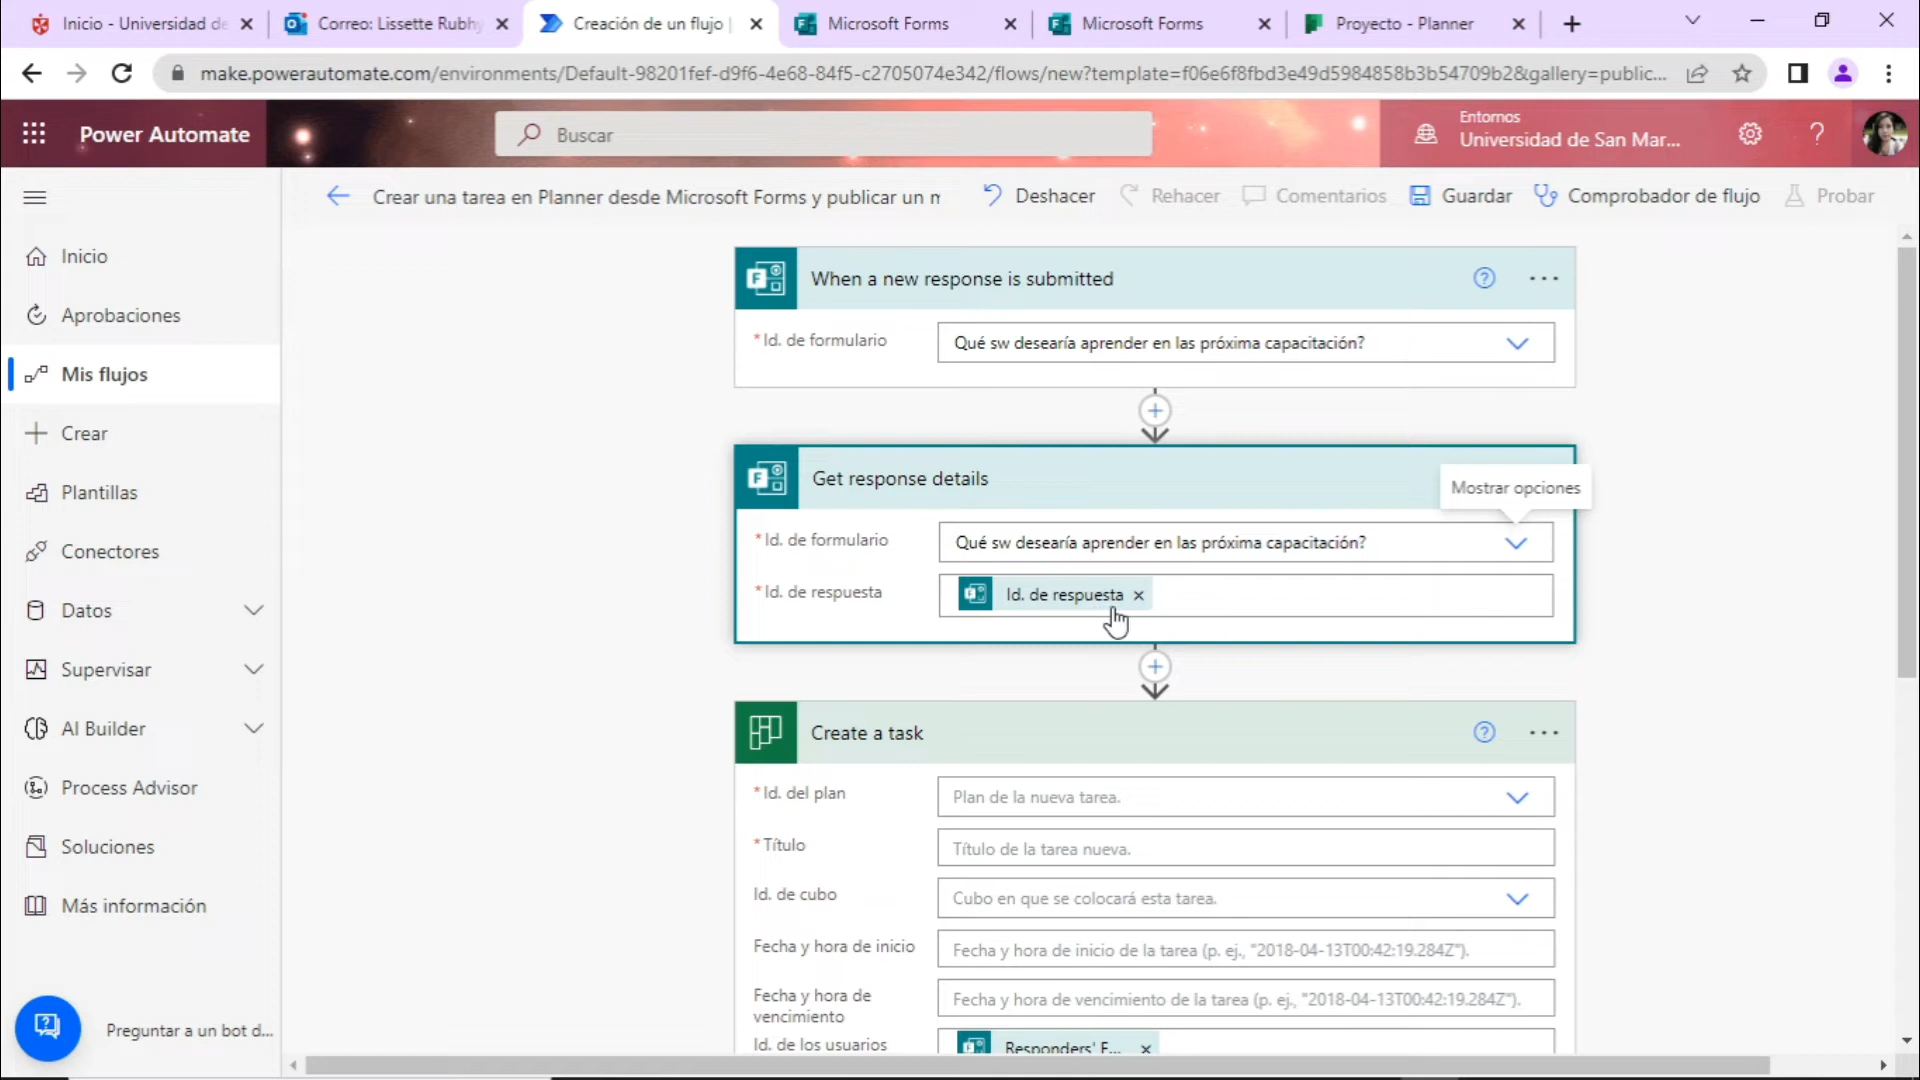 Inicio - Universidad de
Correo: Lissette Rubhy
Creación de un flujo |
Microsoft Forms
Microsoft Forms
Proyecto - Planner
make.powerautomate.com/environments/Default-98201fef-d9f6-4e68-84f5-c2705074e342/flows/new?template=f06e6f8fbd3e49d5984858b3b54709b2&gallery=public...
Power Automate
Buscar
Entornos
Universidad de San Mar...
?
Crear una tarea en Planner desde Microsoft Forms y publicar un m
Deshacer
Rehacer
Comentarios
Guardar
Comprobador de flujo
Probar
Inicio
Aprobaciones
Mis flujos
Crear
Plantillas
Conectores
Datos
Supervisar
AI Builder
Process Advisor
Soluciones
Más información
Preguntar a un bot d...
When a new response is submitted
*Id. de formulario
Qué sw desearía aprender en las próxima capacitación?
Get response details
Mostrar opciones
*Id. de formulario
Qué sw desearía aprender en las próxima capacitación?
*Id. de respuesta
Id. de respuesta
Create a task
*Id. del plan
Plan de la nueva tarea.
*Título
Título de la tarea nueva.
Id. de cubo
Cubo en que se colocará esta tarea.
Fecha y hora de inicio
Fecha y hora de inicio de la tarea (p. ej., "2018-04-13T00:42:19.284Z").
Fecha y hora de
vencimiento
Fecha y hora de vencimiento de la tarea (p. ej., "2018-04-13T00:42:19.284Z").
Id. de los usuarios
Responders' E...